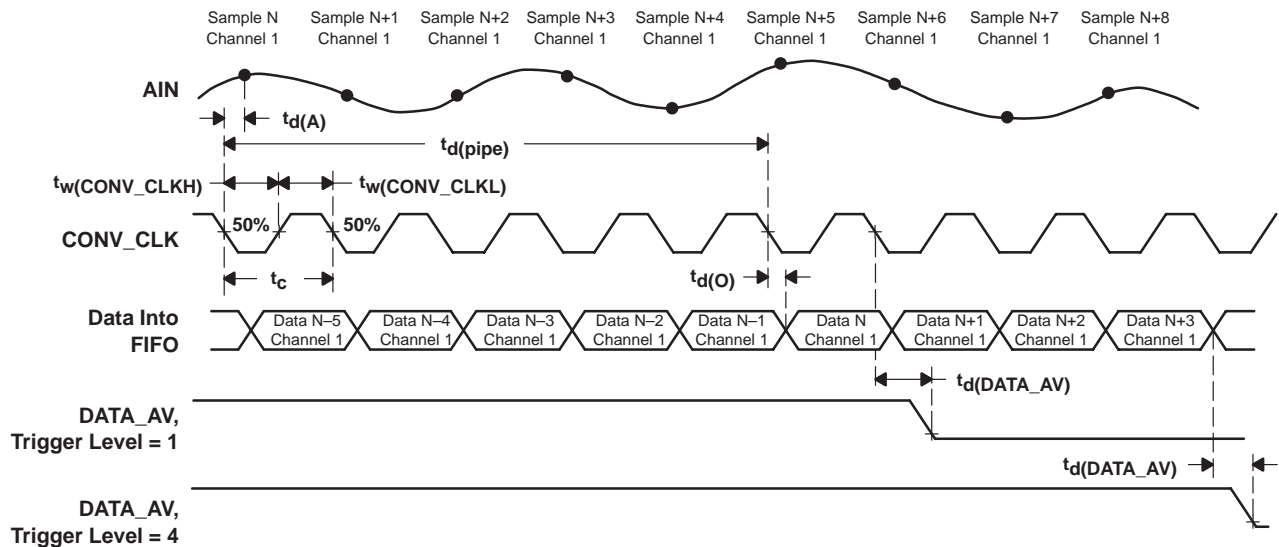 Sample N Sample N+1 Sample N+2 Sample N+3 Sample N+4 Sample N+5 Sample N+6 Sample N+7 Sample N+8
Channel 1 Channel 1 Channel 1 Channel 1 Channel 1 Channel 1 Channel 1 Channel 1 Channel 1
AIN
td(A)
td(pipe)
tw(CONV_CLKH) tw(CONV_CLKL)
50% 50%
CONV_CLK
tc td(O)
Data Into
FIFO
Data N–5 Data N–4 Data N–3 Data N–2 Data N–1 Data N Data N+1 Data N+2 Data N+3
Channel 1 Channel 1 Channel 1 Channel 1 Channel 1 Channel 1 Channel 1 Channel 1 Channel 1
td(DATA_AV)
DATA_AV,
Trigger Level = 1
td(DATA_AV)
DATA_AV,
Trigger Level = 4